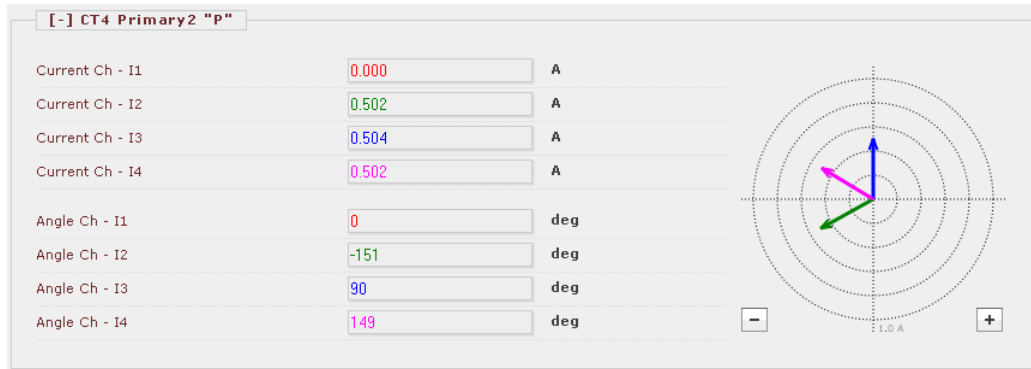 [-] CT4 Primary2 "P"
Current Ch - I1 0.000 A
Current Ch - I2 0.502 A
Current Ch - I3 0.504 A
Current Ch - I4 0.502 A
Angle Ch - I1 0 deg
Angle Ch - I2 -151 deg
Angle Ch - I3 90 deg
Angle Ch - I4 149 deg
- +
1.0 A